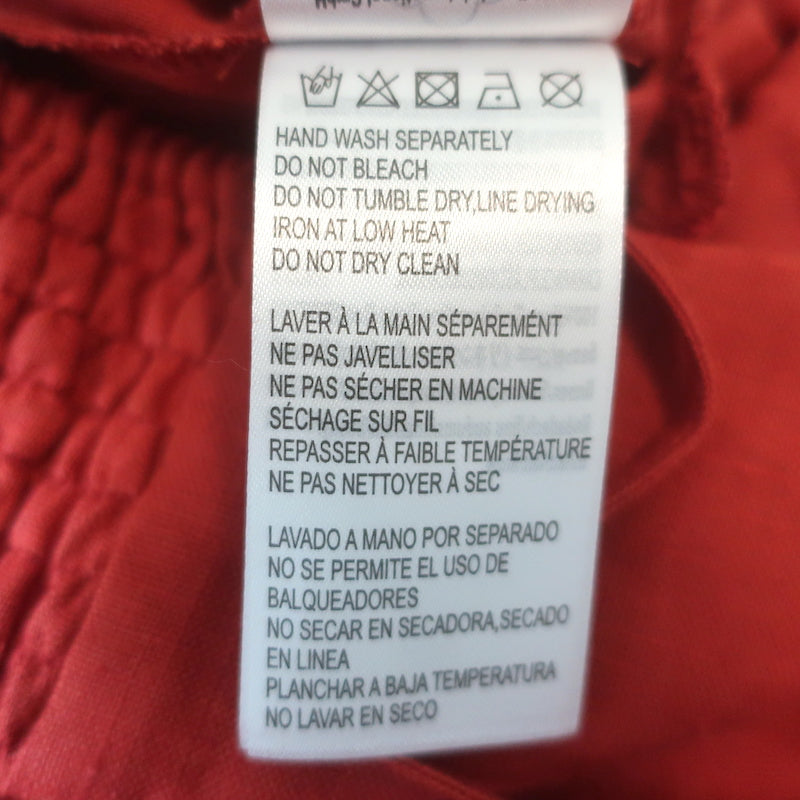 HAND WASH SEPARATELY
DO NOT BLEACH
DO NOT TUMBLE DRY,LINE DRYING
IRON AT LOW HEAT
DO NOT DRY CLEAN
LAVER À LA MAIN SÉPAREMÉNT
NE PAS JAVELLISER
NE PAS SÉCHER EN MACHINE
SÉCHAGE SUR FIL
REPASSER À FAIBLE TEMPÉRATURE
NE PAS NETTOYER À SEC
LAVADO A MANO POR SEPARADO
NO SE PERMITE EL USO DE
BALQUEADORES
NO SECAR EN SECADORA,SECADO
EN LINEA
PLANCHAR A BAJA TEMPERATURA
NO LAVAR EN SECO